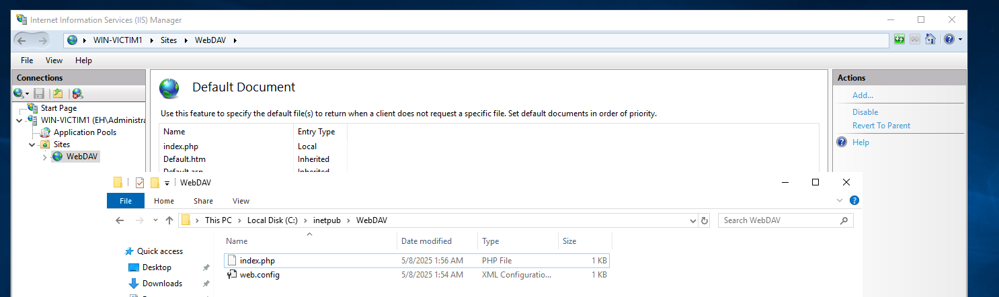 Internet Information Services (IIS) Manager
WIN-VICTIM1 Sites WebDAV
File View Help
Connections
Start Page
WIN-VICTIM1 (EH\Administra
Application Pools
Sites
WebDAV
Default Document
Use this feature to specify the default file(s) to return when a client does not request a specific file. Set default documents in order of priority.
Name Entry Type
index.php Local
Default.htm Inherited
Default.asp Inherited
Actions
Add...
Disable
Revert To Parent
Help
WebDAV
File Home Share View
This PC Local Disk (C:) inetpub WebDAV
Search WebDAV
Quick access
Desktop
Downloads
Name Date modified Type Size
index.php 5/8/2025 1:56 AM PHP File 1 KB
web.config 5/8/2025 1:54 AM XML Configuratio... 1 KB